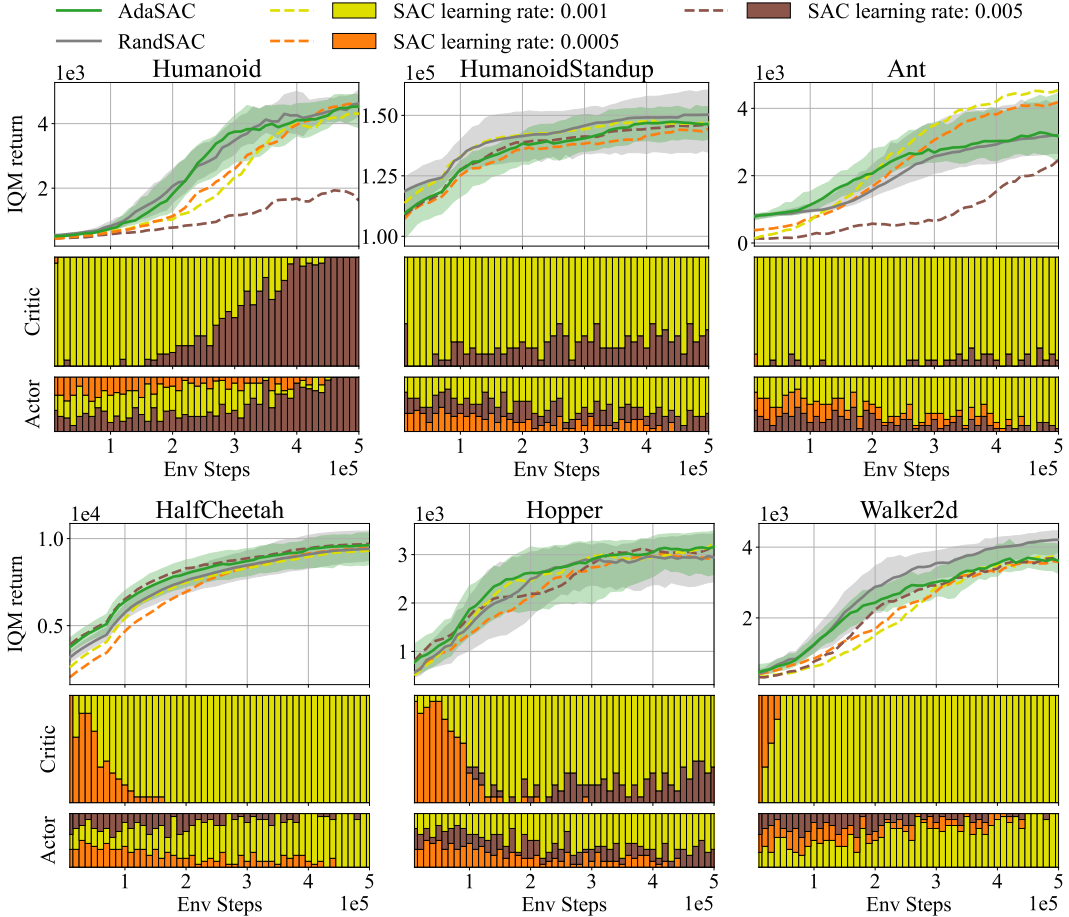 AdaSAC SAC learning rate: 0.001 SAC learning rate: 0.005
RandSAC SAC learning rate: 0.0005
Humanoid HumanoidStandup Ant
1e3 1e5 1e3
IQM return
4
2
1.50
1.25
1.00
4
2
0
Critic
Actor
1 2 3 4 5 1 2 3 4 5 1 2 3 4 5
Env Steps 1e5 Env Steps 1e5 Env Steps 1e5
HalfCheetah Hopper Walker2d
1e4 1e3 1e3
IQM return
1.0
0.5
3
2
1
4
2
Critic
Actor
1 2 3 4 5 1 2 3 4 5 1 2 3 4 5
Env Steps 1e5 Env Steps 1e5 Env Steps 1e5